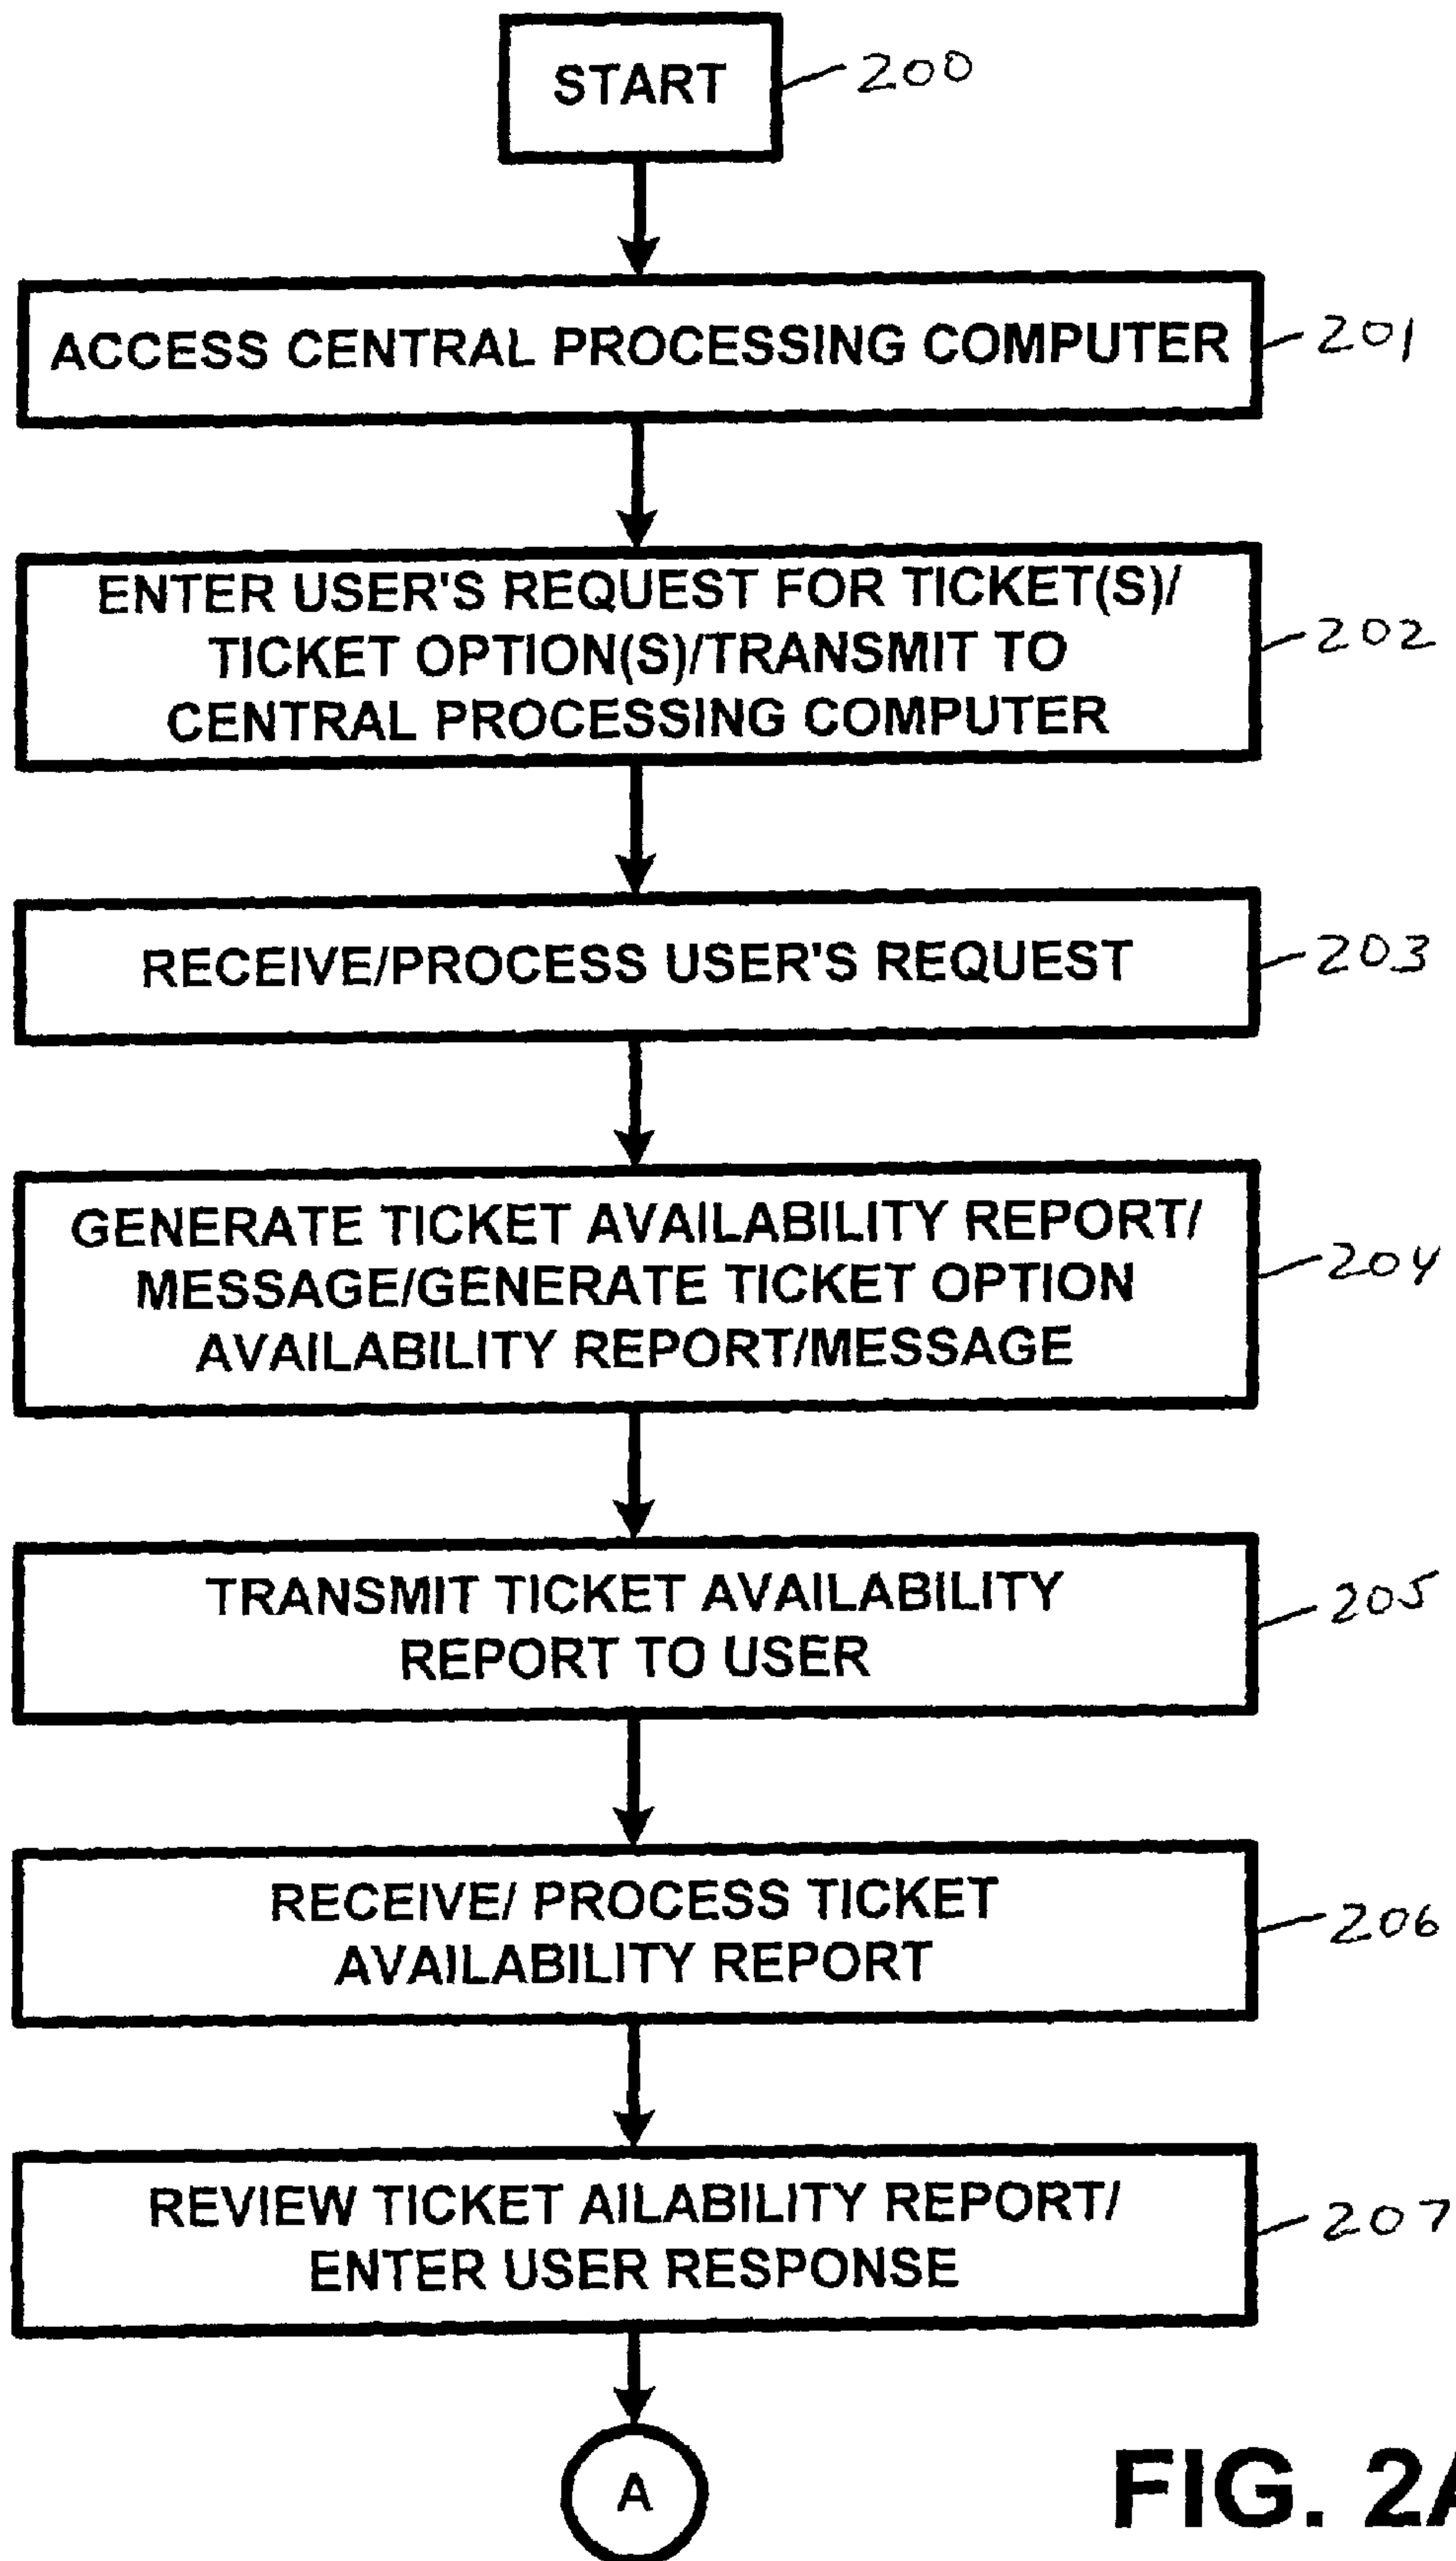 START
200
ACCESS CENTRAL PROCESSING COMPUTER
201
ENTER USER'S REQUEST FOR TICKET(S)/
TICKET OPTION(S)/TRANSMIT TO
CENTRAL PROCESSING COMPUTER
202
RECEIVE/PROCESS USER'S REQUEST
203
GENERATE TICKET AVAILABILITY REPORT/
MESSAGE/GENERATE TICKET OPTION
AVAILABILITY REPORT/MESSAGE
204
TRANSMIT TICKET AVAILABILITY
REPORT TO USER
205
RECEIVE/ PROCESS TICKET
AVAILABILITY REPORT
206
REVIEW TICKET AILABILITY REPORT/
ENTER USER RESPONSE
207
A
FIG. 2A